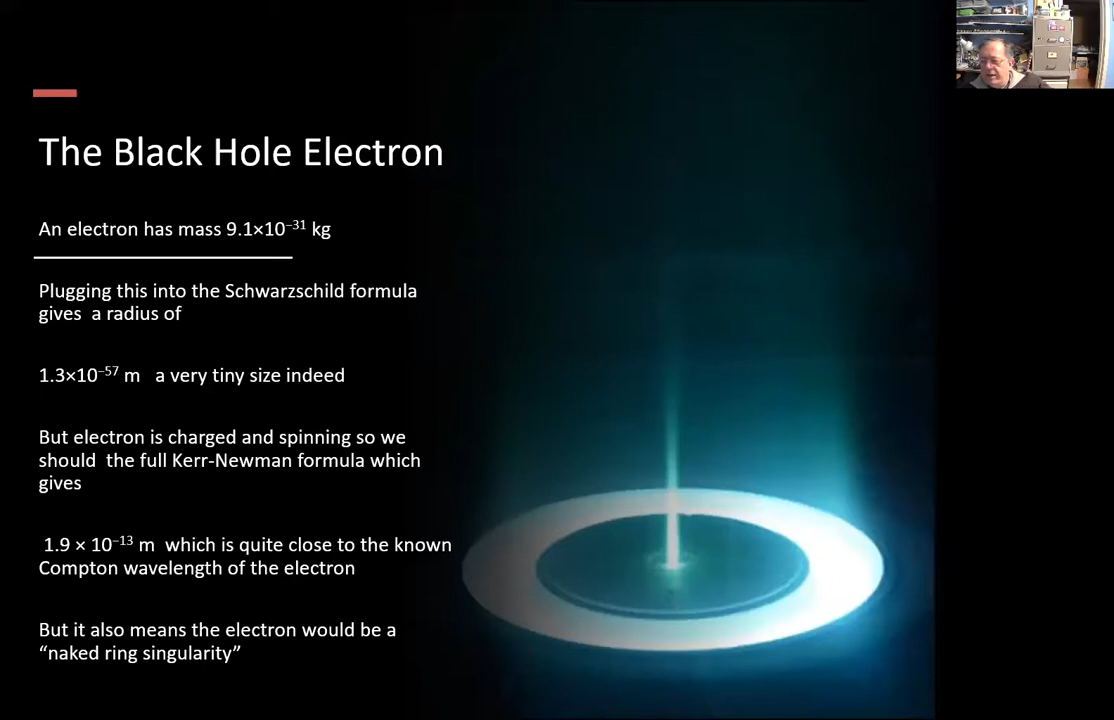 The Black Hole Electron
An electron has mass 9.1×10⁻³¹ kg
Plugging this into the Schwarzschild formula
gives a radius of
1.3×10⁻⁵⁷ m a very tiny size indeed
But electron is charged and spinning so we
should the full Kerr-Newman formula which
gives
1.9 × 10⁻¹³ m which is quite close to the known
Compton wavelength of the electron
But it also means the electron would be a
“naked ring singularity”